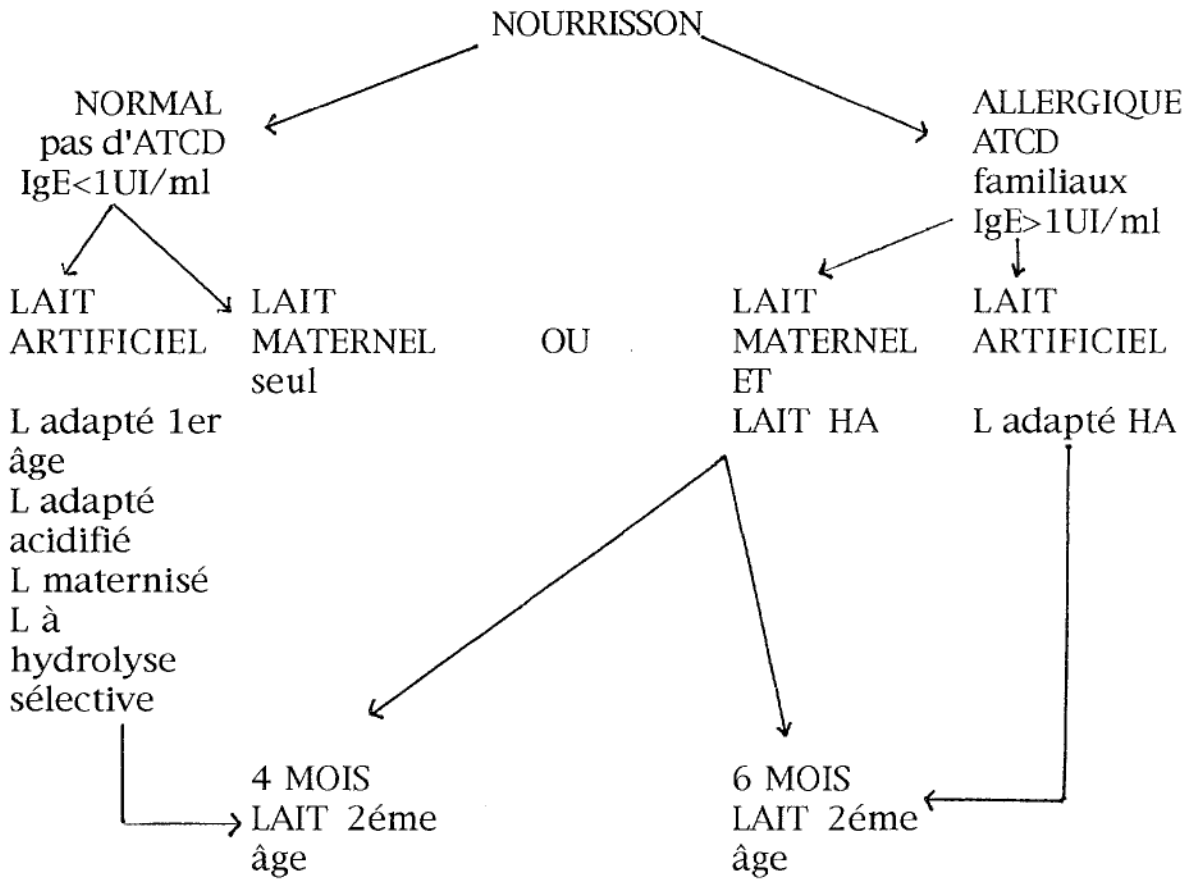 NOURRISSON
NORMAL
pas d'ATCD
IgE<1UI/ml
ALLERGIQUE
ATCD
familiaux
IgE>1UI/ml
LAIT
ARTIFICIEL
L adapté 1er
âge
L adapté
acidifié
L maternisé
L à
hydrolyse
sélective
LAIT
MATERNEL
seul
OU
LAIT
MATERNEL
ET
LAIT HA
LAIT
ARTIFICIEL
L adapté HA
4 MOIS
LAIT 2éme
âge
6 MOIS
LAIT 2éme
âge